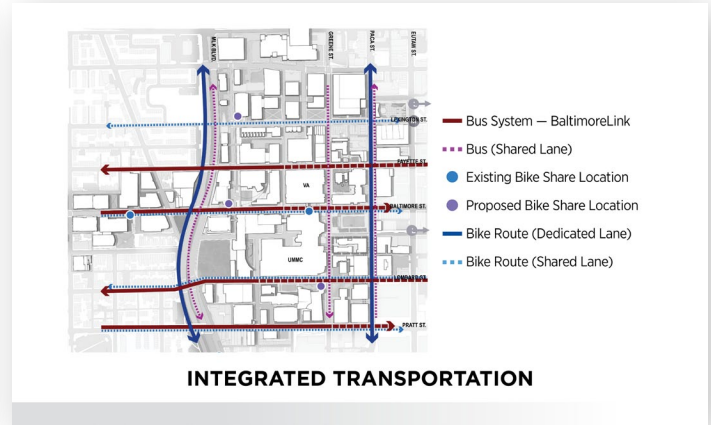 MLK BLVD.
GREENE ST.
PACA ST.
EUTAW ST.
LEXINGTON ST.
FAYETTE ST.
VA
BALTIMORE ST.
UMMC
LOMBARD ST.
PRATT ST.
Bus System — BaltimoreLink
Bus (Shared Lane)
Existing Bike Share Location
Proposed Bike Share Location
Bike Route (Dedicated Lane)
Bike Route (Shared Lane)
INTEGRATED TRANSPORTATION